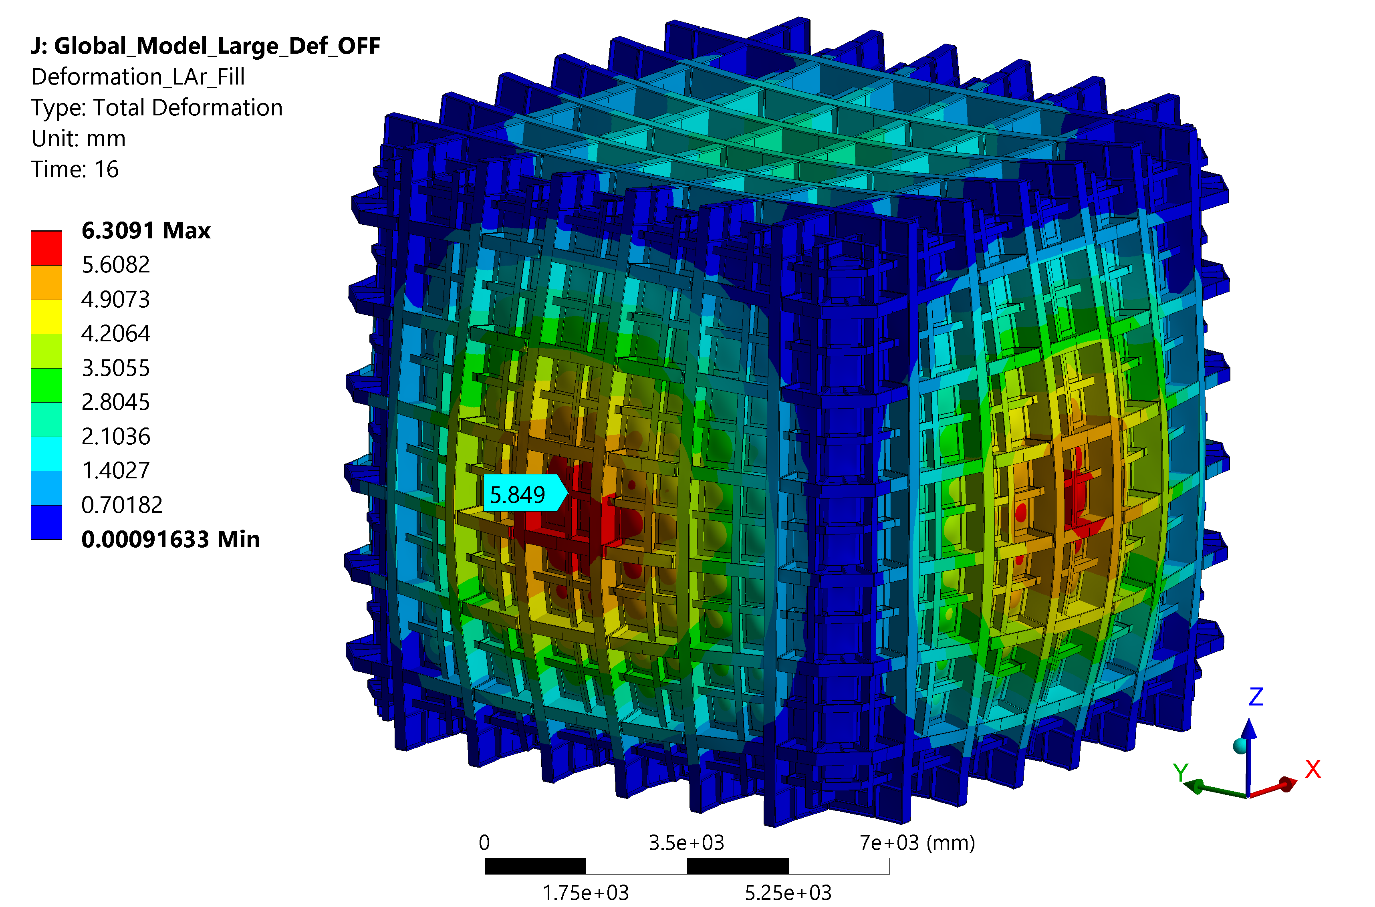 J: Global_Model_Large_Def_OFF
Deformation_LAr_Fill
Type: Total Deformation
Unit: mm
Time: 16
6.3091 Max
5.6082
4.9073
4.2064
3.5055
2.8045
2.1036
1.4027
0.70182
0.00091633 Min
5.849
Z
Y
X
0
3.5e+03
7e+03 (mm)
1.75e+03
5.25e+03